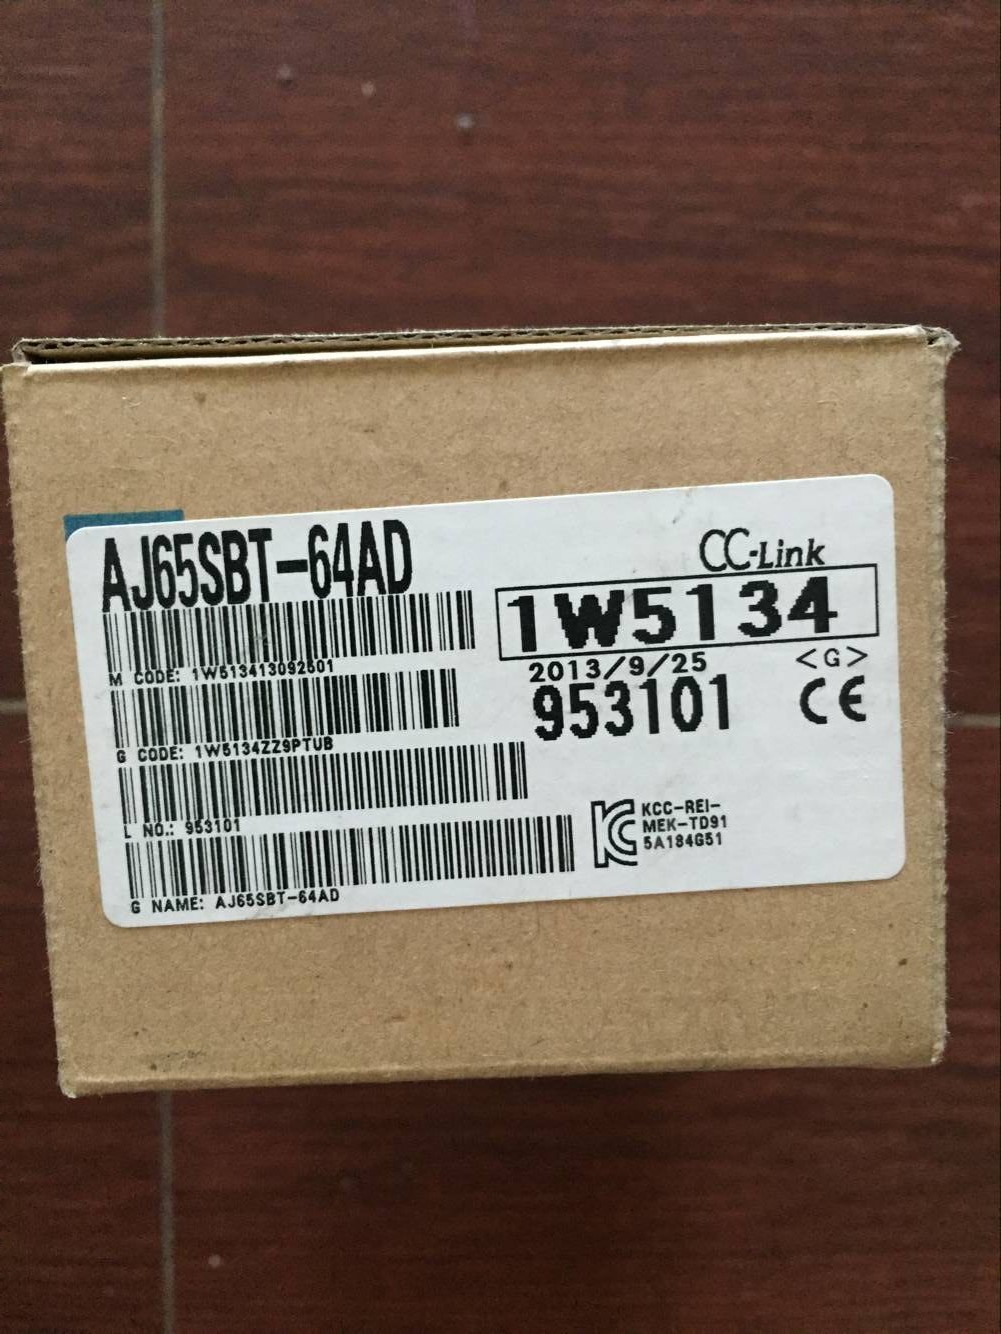 AJ65SBT-64AD
CC-Link
1W5134
M CODE: 1W513413092501
2013/9/25 <G>
953101 CE
G CODE: 1W5134ZZ9PTUB
L NO.: 953101
KCC-REI-
MEK-TD91
5A184G51
G NAME: AJ65SBT-64AD